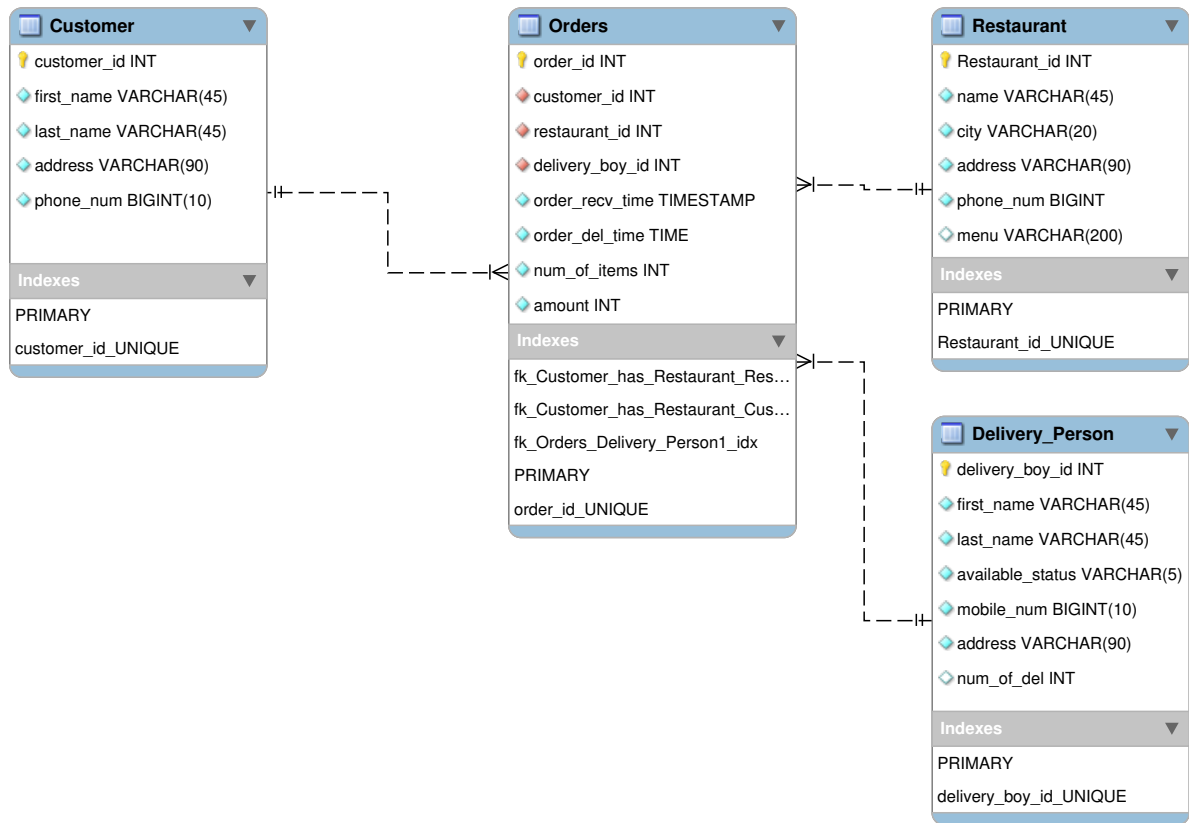 Customer
customer_id INT
first_name VARCHAR(45)
last_name VARCHAR(45)
address VARCHAR(90)
phone_num BIGINT(10)
Indexes
PRIMARY
customer_id_UNIQUE
Orders
order_id INT
customer_id INT
restaurant_id INT
delivery_boy_id INT
order_recv_time TIMESTAMP
order_del_time TIME
num_of_items INT
amount INT
Indexes
fk_Customer_has_Restaurant_Res...
fk_Customer_has_Restaurant_Cus...
fk_Orders_Delivery_Person1_idx
PRIMARY
order_id_UNIQUE
Restaurant
Restaurant_id INT
name VARCHAR(45)
city VARCHAR(20)
address VARCHAR(90)
phone_num BIGINT
menu VARCHAR(200)
Indexes
PRIMARY
Restaurant_id_UNIQUE
Delivery_Person
delivery_boy_id INT
first_name VARCHAR(45)
last_name VARCHAR(45)
available_status VARCHAR(5)
mobile_num BIGINT(10)
address VARCHAR(90)
num_of_del INT
Indexes
PRIMARY
delivery_boy_id_UNIQUE